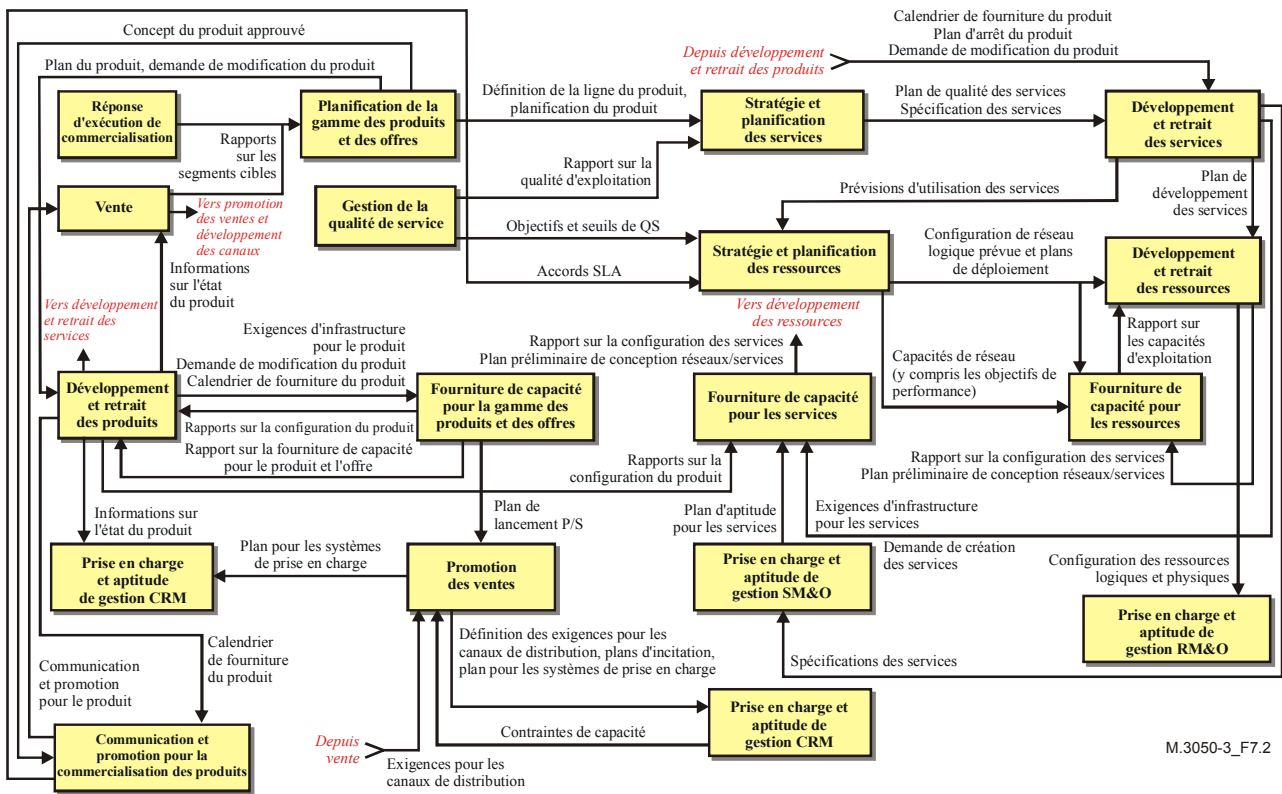 Concept du produit approuvé
Plan du produit, demande de modification du produit
Calendrier de fourniture du produit
Plan d'arrêt du produit
Demande de modification du produit
Depuis développement
et retrait des produits
Réponse
d'exécution de
commercialisation
Planification de la
gamme des produits
et des offres
Définition de la ligne du produit,
planification du produit
Stratégie et
planification
des services
Plan de qualité des services
Spécification des services
Développement
et retrait
des services
Rapports
sur les
segments cibles
Rapport sur la
qualité d'exploitation
Vente
Vers promotion
des ventes et
développement
des canaux
Gestion de la
qualité de service
Prévisions d'utilisation des services
Plan de
développement
des services
Objectifs et seuils de QS
Stratégie et planification
des ressources
Configuration de réseau
logique prévue et plans
de déploiement
Développement
et retrait
des ressources
Accords SLA
Informations
sur l'état
du produit
Vers développement
et retrait des
services
Vers développement
des ressources
Exigences d'infrastructure
pour le produit
Demande de modification du produit
Calendrier de fourniture du produit
Rapport sur la configuration des services
Plan préliminaire de conception réseaux/services
Capacités de réseau
(y compris les objectifs de
performance)
Rapport sur
les capacités
d'exploitation
Développement
et retrait
des produits
Fourniture de capacité
pour la gamme des
produits et des offres
Fourniture de capacité
pour les services
Fourniture de
capacité pour
les ressources
Rapports sur la configuration du produit
Rapport sur la fourniture de capacité
pour le produit et l'offre
Rapports sur la
configuration du produit
Rapport sur la configuration des services
Plan préliminaire de conception réseaux/services
Informations sur
l'état du produit
Plan de
lancement P/S
Plan d'aptitude
pour les services
Exigences d'infrastructure
pour les services
Prise en charge
et aptitude
de gestion CRM
Plan pour les systèmes
de prise en charge
Promotion
des ventes
Prise en charge et
aptitude de
gestion SM&O
Demande de création
des services
Configuration des ressources
logiques et physiques
Prise en charge et
aptitude de
gestion RM&O
Calendrier
de fourniture
du produit
Communication
et promotion
pour le produit
Définition des exigences pour les
canaux de distribution, plans d'incitation,
plan pour les systèmes de prise en charge
Spécifications des services
Communication et
promotion pour la
commercialisation des produits
Depuis
vente
Contraintes de capacité
Prise en charge et
aptitude de
gestion CRM
Exigences pour les
canaux de distribution
M.3050-3_F7.2